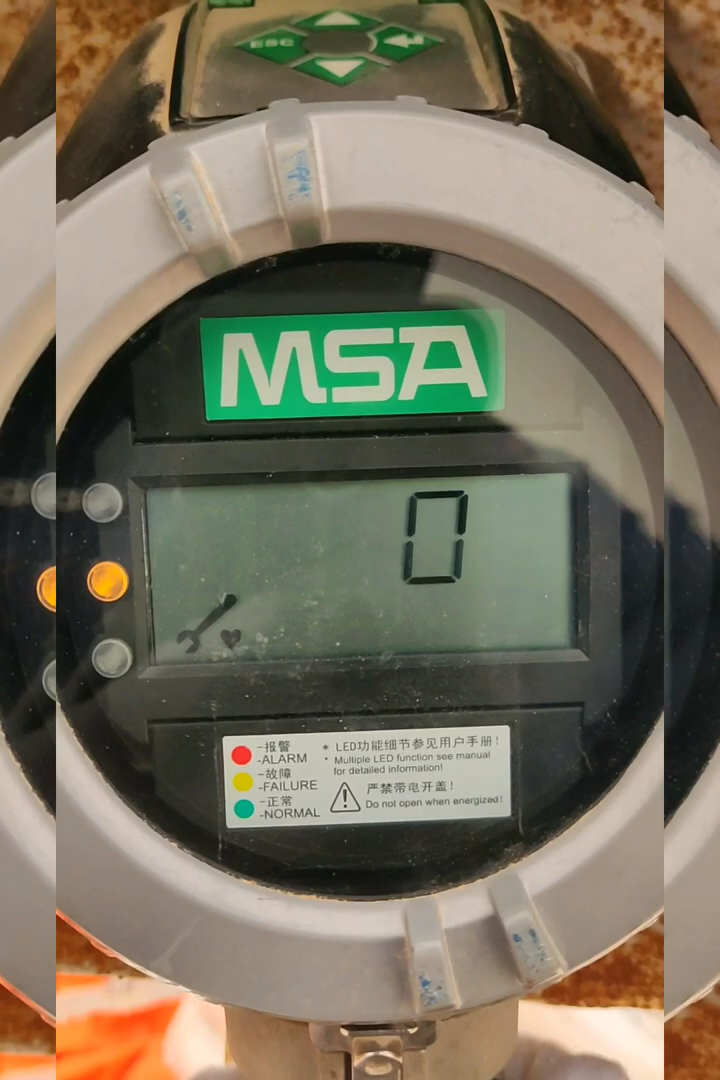 ESC
MSA
0
-报警
-ALARM
-故障
-FAILURE
-正常
-NORMAL
* LED功能细节参见用户手册!
* Multiple LED function see manual
for detailed information!
严禁带电开盖!
Do not open when energized!